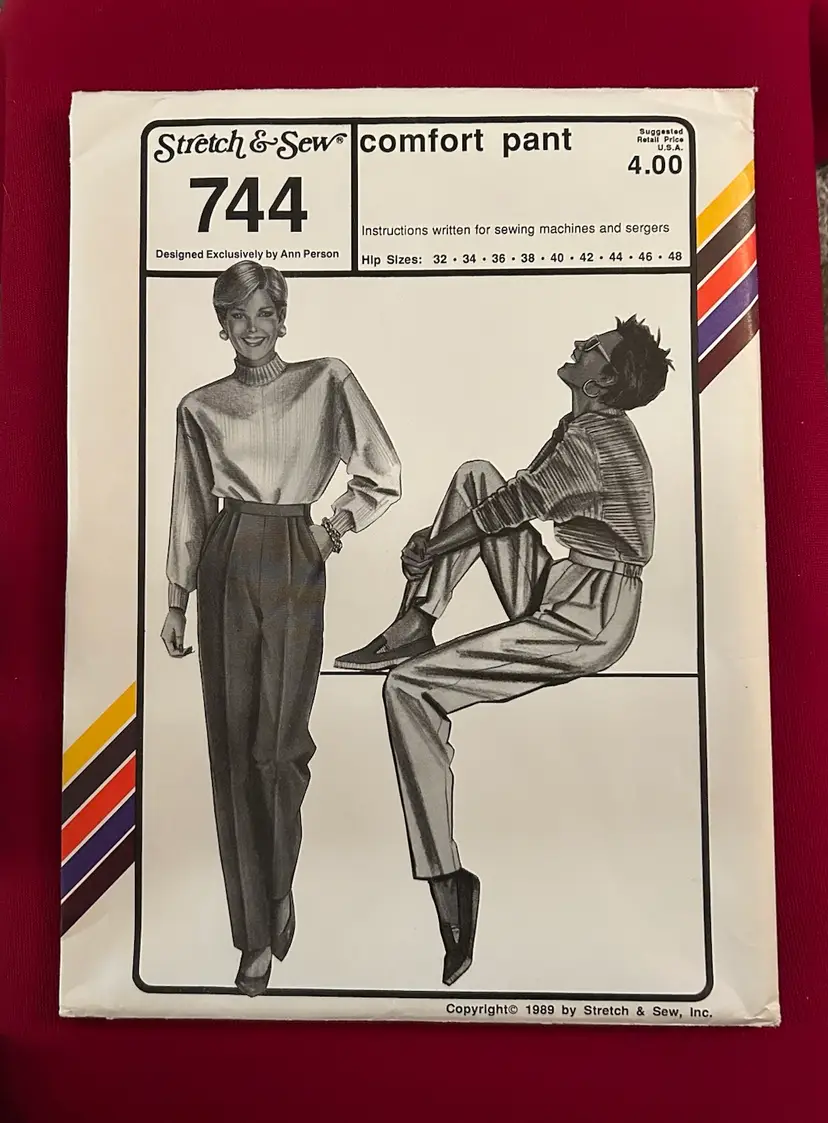 Stretch & Sew®
744
Designed Exclusively by Ann Person
comfort pant
Suggested
Retail Price
U.S.A.
4.00
Instructions written for sewing machines and sergers
Hip Sizes: 32 • 34 • 36 • 38 • 40 • 42 • 44 • 46 • 48
Copyright© 1989 by Stretch & Sew, Inc.